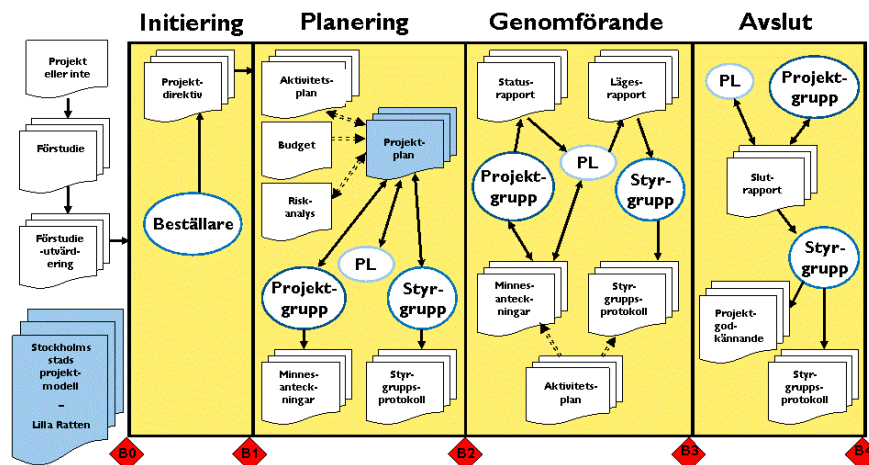 Initiering
Planering
Genomförande
Avslut
Projekt
eller inte
Förstudie
Förstudie
-utvärd-
ering
Stockholms
stads
projekt-
modell
–
Lilla Ratten
Projekt-
direktiv
Beställare
Aktivitets-
plan
Budget
Risk-
analys
Projekt-
plan
PL
Projekt-
grupp
Styr-
grupp
Minnes-
anteck-
ningar
Styr-
grupps-
protokoll
Status-
rapport
Läges-
rapport
PL
Projekt-
grupp
Styr-
grupp
Minnes-
anteck-
ningar
Styr-
grupps-
protokoll
Aktivitets-
plan
PL
Projekt-
grupp
Slut-
rapport
Styr-
grupp
Projekt-
god-
kännande
Styr-
grupps-
protokoll
B0
B1
B2
B3
B4